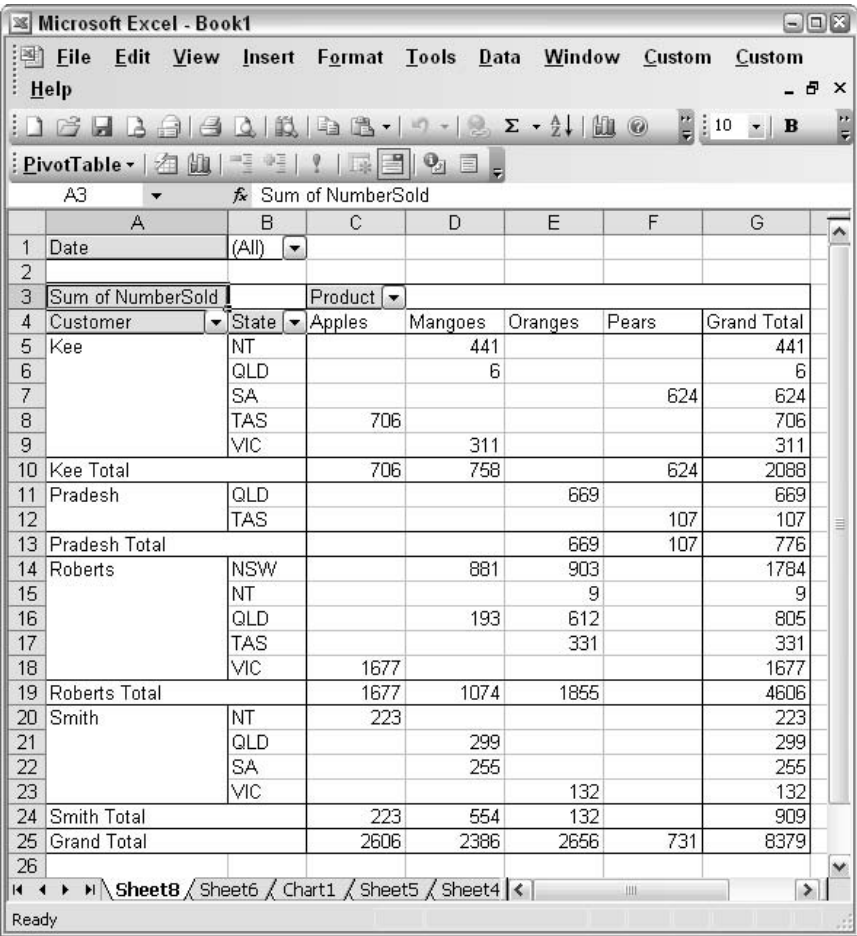 Microsoft Excel - Book1
File Edit View Insert Format Tools Data Window Custom Custom
Help
Σ 10 B
PivotTable
A3 fx Sum of NumberSold
A B C D E F G
1 Date (All)
2
3 Sum of NumberSold Product
4 Customer State Apples Mangoes Oranges Pears Grand Total
5 Kee NT 441 441
6 QLD 6 6
7 SA 624 624
8 TAS 706 706
9 VIC 311 311
10 Kee Total 706 758 624 2088
11 Pradesh QLD 669 669
12 TAS 107 107
13 Pradesh Total 669 107 776
14 Roberts NSW 881 903 1784
15 NT 9 9
16 QLD 193 612 805
17 TAS 331 331
18 VIC 1677 1677
19 Roberts Total 1677 1074 1855 4606
20 Smith NT 223 223
21 QLD 299 299
22 SA 255 255
23 VIC 132 132
24 Smith Total 223 554 132 909
25 Grand Total 2606 2386 2656 731 8379
26
Sheet8 Sheet6 Chart1 Sheet5 Sheet4
Ready